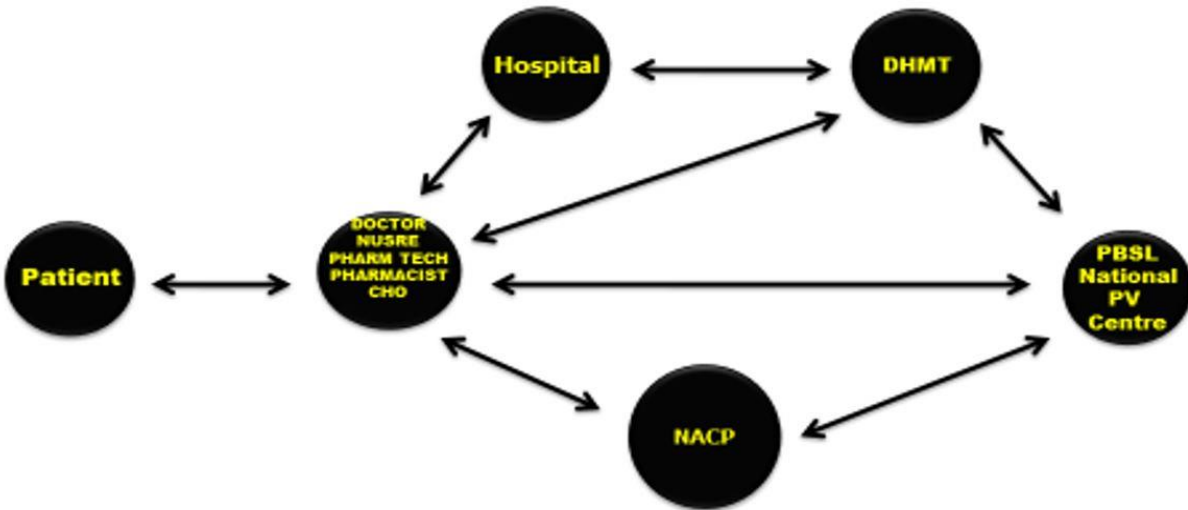 Hospital
DHMT
Patient
DOCTOR
NUSRE
PHARM TECH
PHARMACIST
CHO
PBSL
National
PV
Centre
NACP